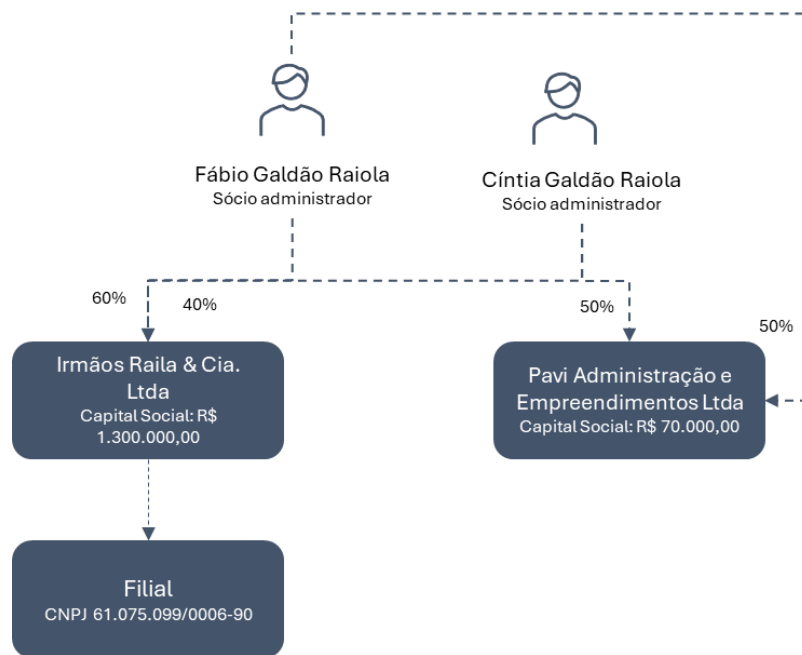 Fábio Galdão Raiola
Sócio administrador
Cíntia Galdão Raiola
Sócio administrador
60%
40%
50%
50%
Irmãos Raila & Cia.
Ltda
Capital Social: R$
1.300.000,00
Pavi Administração e
Empreendimentos Ltda
Capital Social: R$ 70.000,00
Filial
CNPJ 61.075.099/0006-90